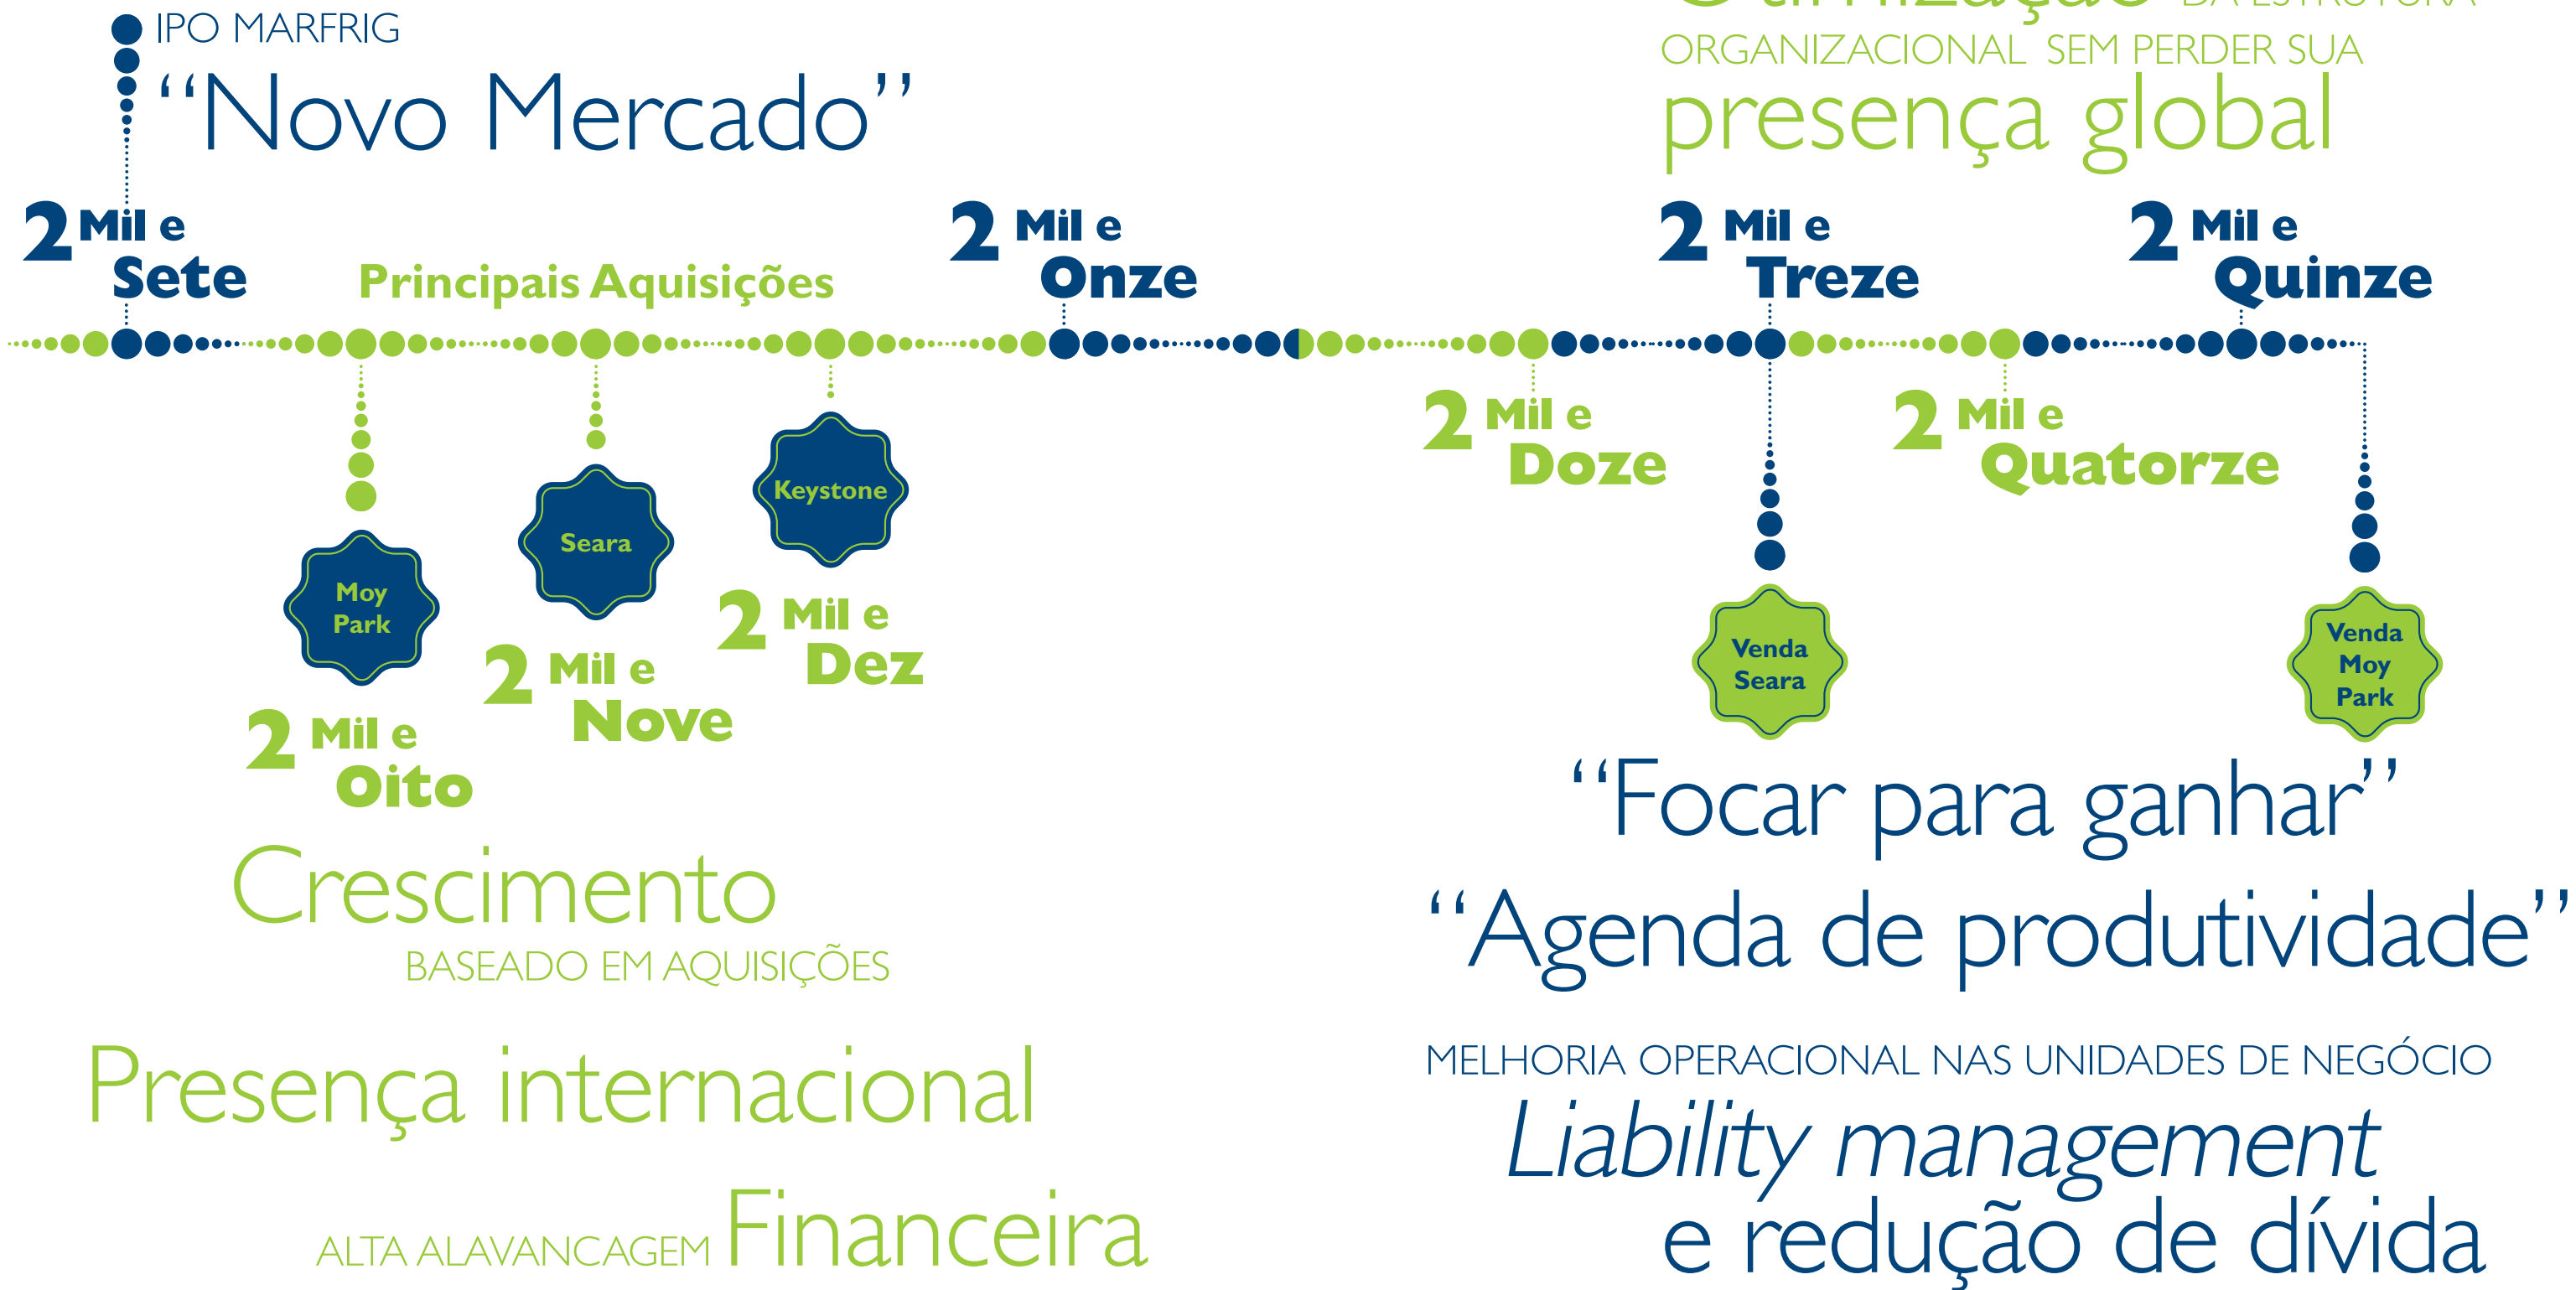 IPO MARFRIG
“Novo Mercado”
DA ESTRUTURA
ORGANIZACIONAL SEM PERDER SUA
presença global
2 Mil e
Sete
Principais Aquisições
2 Mil e
Onze
2 Mil e
Treze
2 Mil e
Quinze
Moy
Park
2 Mil e
Oito
Seara
2 Mil e
Nove
Keystone
2 Mil e
Dez
2 Mil e
Doze
2 Mil e
Quatorze
Venda
Seara
Venda
Moy
Park
Crescimento
BASEADO EM AQUISIÇÕES
Presença internacional
ALTA ALAVANCAGEM Financeira
“Focar para ganhar”
“Agenda de produtividade”
MELHORIA OPERACIONAL NAS UNIDADES DE NEGÓCIO
Liability management
e redução de dívida